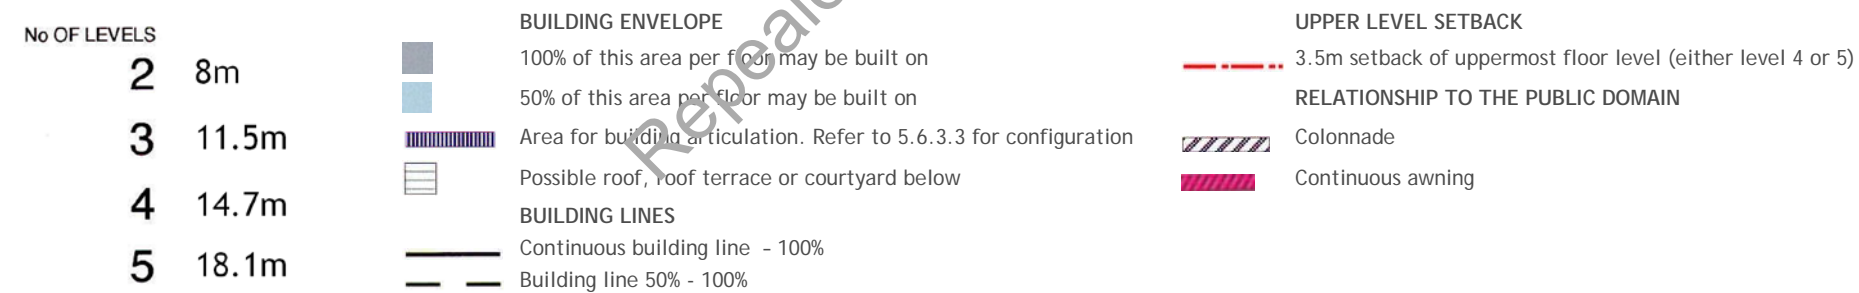 No OF LEVELS
2 8m
3 11.5m
4 14.7m
5 18.1m
BUILDING ENVELOPE
100% of this area per floor may be built on
50% of this area per floor may be built on
Area for building articulation. Refer to 5.6.3.3 for configuration
Possible roof, roof terrace or courtyard below
BUILDING LINES
Continuous building line – 100%
Building line 50% - 100%
UPPER LEVEL SETBACK
3.5m setback of uppermost floor level (either level 4 or 5)
RELATIONSHIP TO THE PUBLIC DOMAIN
Colonnade
Continuous awning